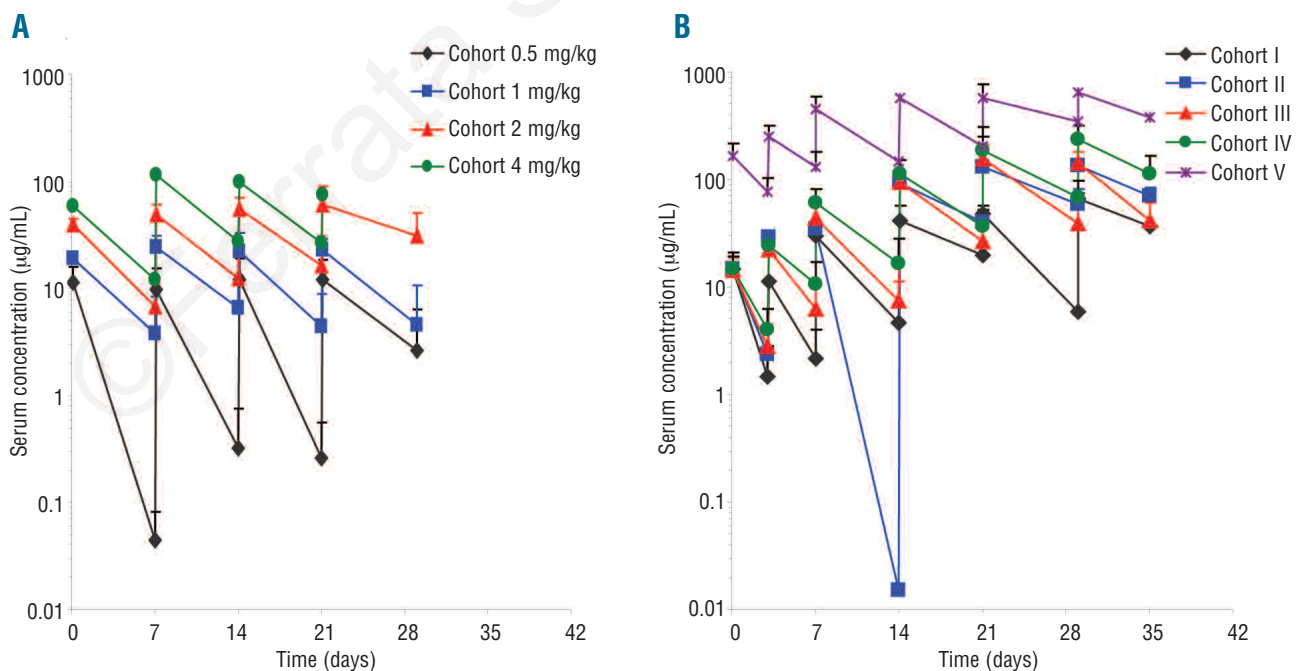 A
Cohort 0.5 mg/kg
Cohort 1 mg/kg
Cohort 2 mg/kg
Cohort 4 mg/kg
Serum concentration (µg/mL)
1000
100
10
1
0.1
0.01
0 7 14 21 28 35 42
Time (days)
B
Cohort I
Cohort II
Cohort III
Cohort IV
Cohort V
Serum concentration (µg/mL)
1000
100
10
1
0.1
0.01
0 7 14 21 28 35 42
Time (days)
©Ferrata S